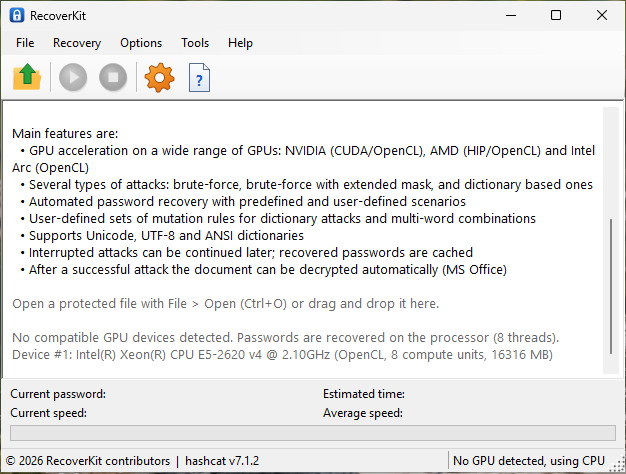 RecoverKit
File Recovery Options Tools Help
Main features are:
• GPU acceleration on a wide range of GPUs: NVIDIA (CUDA/OpenCL), AMD (HIP/OpenCL) and Intel
Arc (OpenCL)
• Several types of attacks: brute-force, brute-force with extended mask, and dictionary based ones
• Automated password recovery with predefined and user-defined scenarios
• User-defined sets of mutation rules for dictionary attacks and multi-word combinations
• Supports Unicode, UTF-8 and ANSI dictionaries
• Interrupted attacks can be continued later; recovered passwords are cached
• After a successful attack the document can be decrypted automatically (MS Office)
Open a protected file with File > Open (Ctrl+O) or drag and drop it here.
No compatible GPU devices detected. Passwords are recovered on the processor (8 threads).
Device #1: Intel(R) Xeon(R) CPU E5-2620 v4 @ 2.10GHz (OpenCL, 8 compute units, 16316 MB)
Current password: Estimated time:
Current speed: Average speed:
© 2026 RecoverKit contributors | hashcat v7.1.2 No GPU detected, using CPU